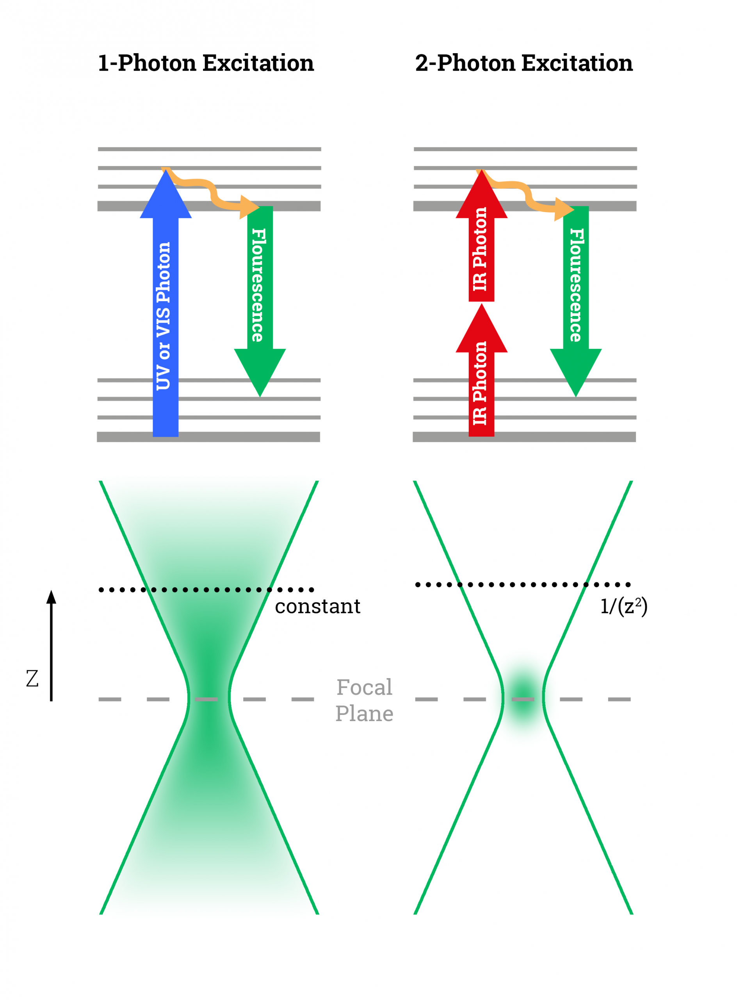 1-Photon Excitation
2-Photon Excitation
UV or VIS Photon
Flourescence
IR Photon
IR Photon
Flourescence
constant
1/(z²)
Z
Focal
Plane